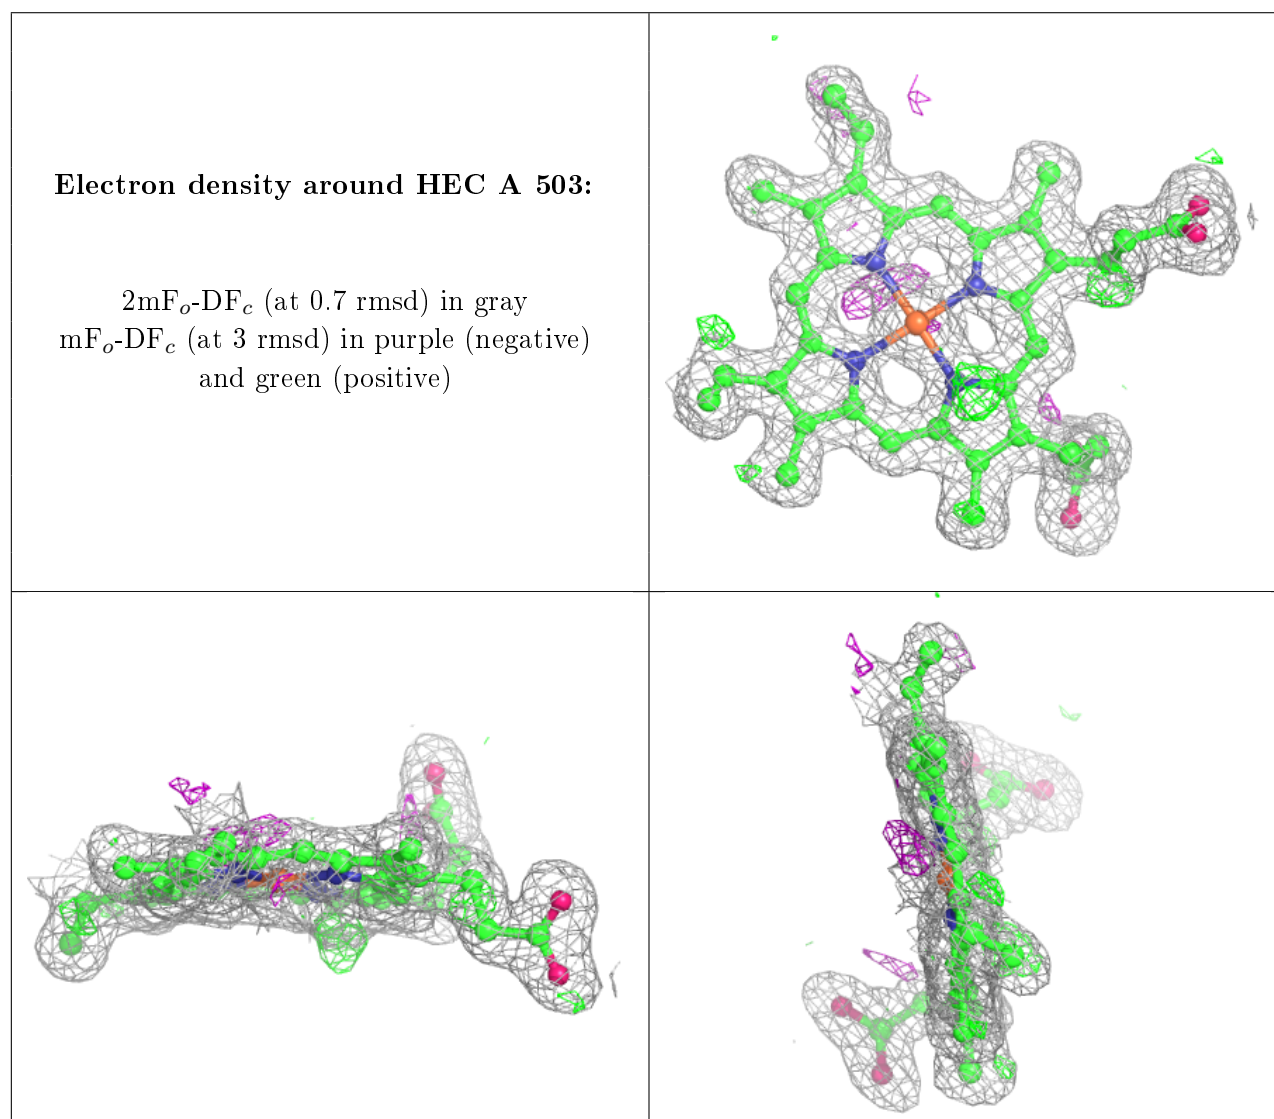 Electron density around HEC A 503:
2mFₒ-DF𝒸 (at 0.7 rmsd) in gray
mFₒ-DF𝒸 (at 3 rmsd) in purple (negative)
and green (positive)